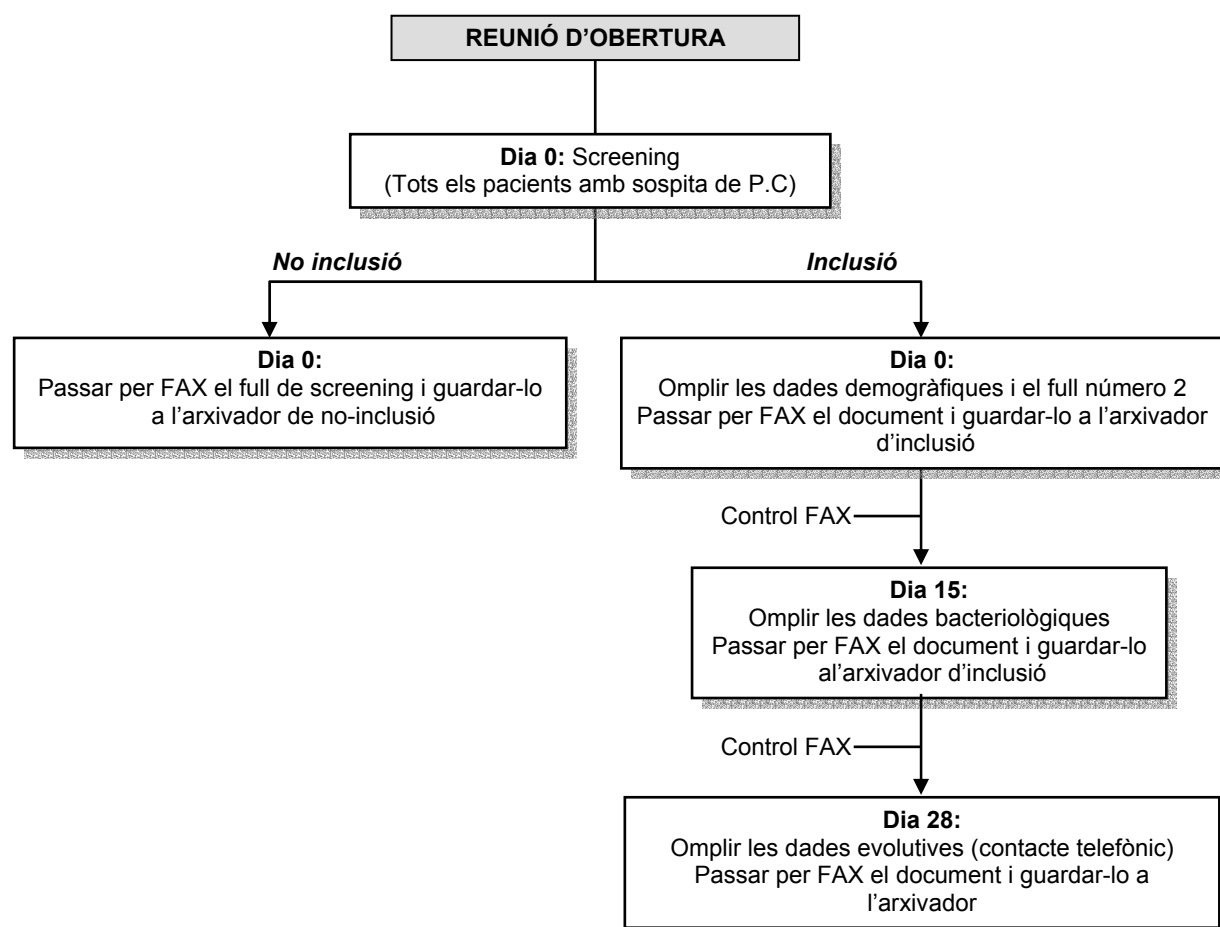 REUNIÓ D’OBERTURA
Dia 0: Screening
(Tots els pacients amb sospita de P.C)
No inclusió
Inclusió
Dia 0:
Passar per FAX el full de screening i guardar-lo
a l’arxivador de no-inclusió
Dia 0:
Omplir les dades demogràfiques i el full número 2
Passar per FAX el document i guardar-lo a l’arxivador
d’inclusió
Control FAX
Dia 15:
Omplir les dades bacteriològiques
Passar per FAX el document i guardar-lo
al’arxivador d’inclusió
Control FAX
Dia 28:
Omplir les dades evolutives (contacte telefònic)
Passar per FAX el document i guardar-lo a
l’arxivador